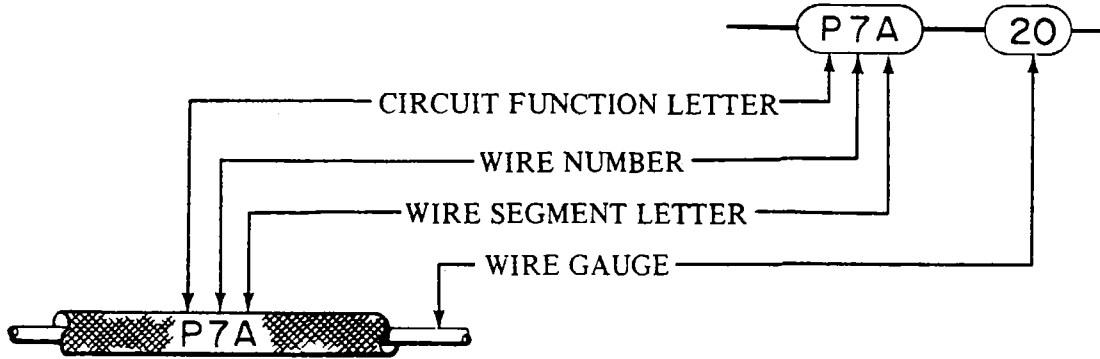 P7A 20
CIRCUIT FUNCTION LETTER
WIRE NUMBER
WIRE SEGMENT LETTER
WIRE GAUGE
P7A